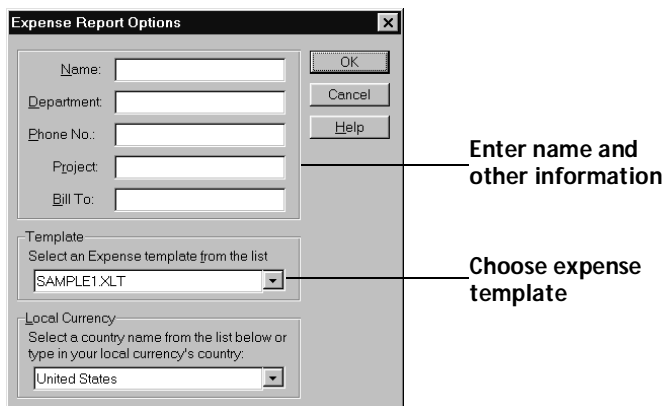 Expense Report Options
Name:
Department:
Phone No.:
Project:
Bill To:
OK
Cancel
Help
Enter name and
other information
Template
Select an Expense template from the list
SAMPLE1.XLT
Choose expense
template
Local Currency
Select a country name from the list below or
type in your local currency's country:
United States